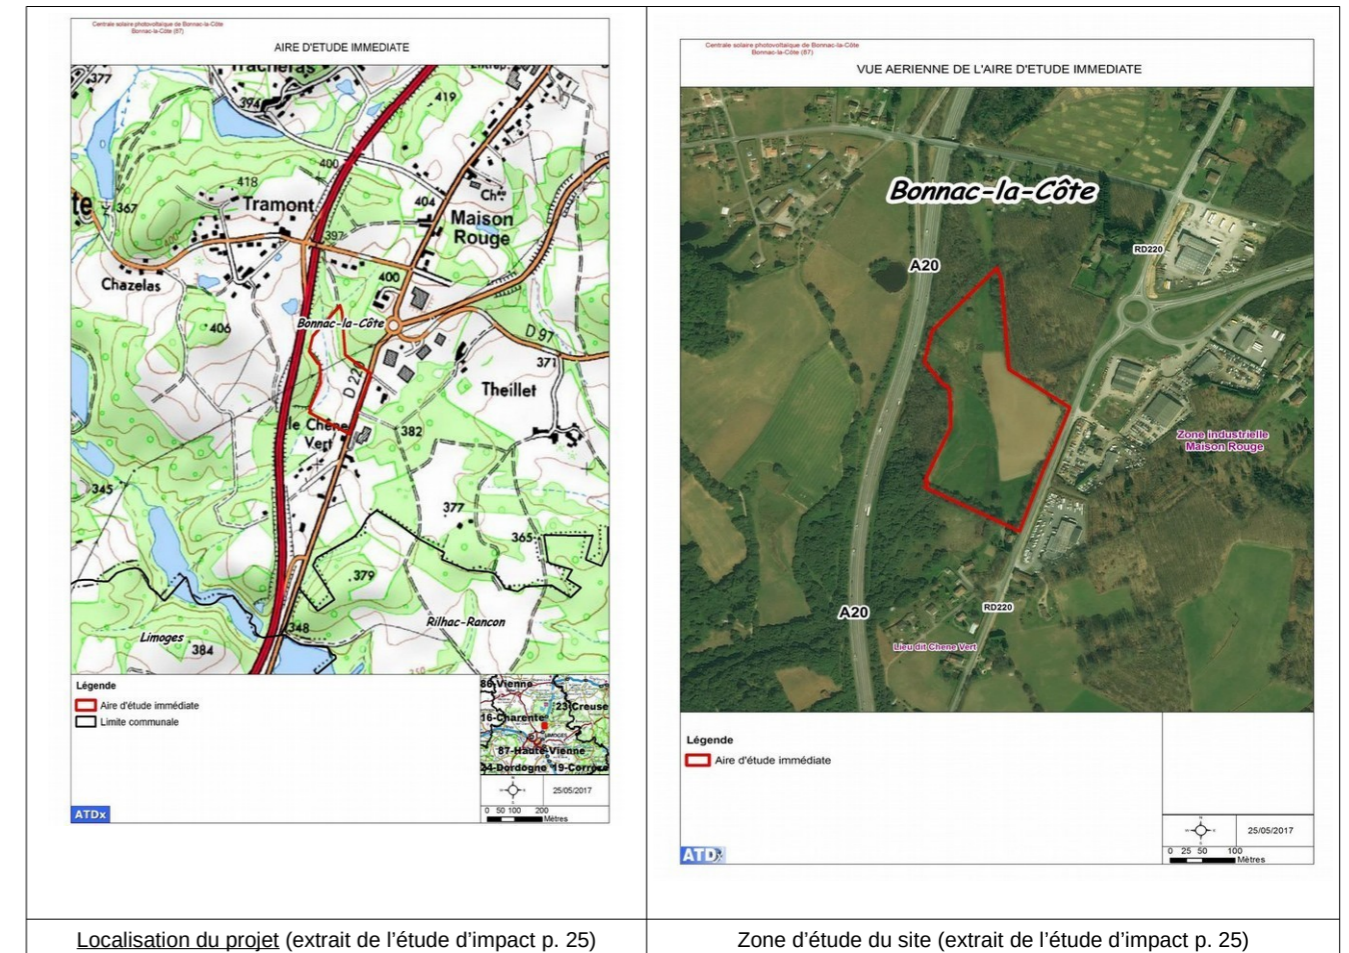 Centrale solaire photovoltaïque de Bonnac-la-Côte
Bonnac-la-Côte (87)
AIRE D'ETUDE IMMEDIATE
377
394
419
400
418
Tramont
te
367
404
Ch
Maison
Rouge
397
Chazelas
400
Bonnac-la-Côte
406
D 97
371
D 220
Theillet
le Chêne
Vert
382
345
377
365
379
348
Limoges
384
Rilhac-Rancon
Légende
Aire d'étude immédiate
Limite communale
86-Vienne
23-Creuse
16-Charente
LIMOGES
87-Haute-Vienne
24-Dordogne 19-Corrèze
25/05/2017
0 50 100 200
Mètres
ATDx
Localisation du projet (extrait de l'étude d'impact p. 25)
Centrale solaire photovoltaïque de Bonnac-la-Côte
Bonnac-la-Côte (87)
VUE AERIENNE DE L'AIRE D'ETUDE IMMEDIATE
Bonnac-la-Côte
RD220
A20
Zone industrielle
Maison Rouge
A20
RD220
Lieu dit Chene Vert
Légende
Aire d'étude immédiate
25/05/2017
0 25 50 100
Mètres
ATDx
Zone d'étude du site (extrait de l'étude d'impact p. 25)